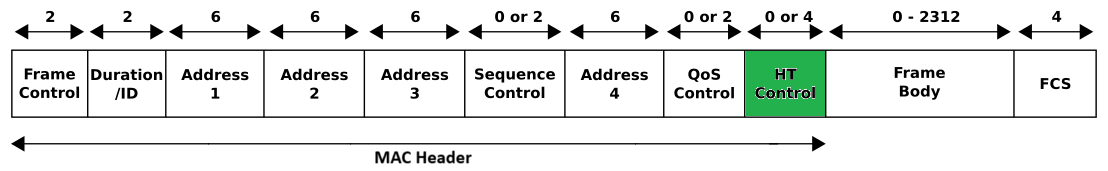 2 2 6 6 6 0 or 2 6 0 or 2 0 or 4 0 - 2312 4
Frame Control Duration /ID Address 1 Address 2 Address 3 Sequence Control Address 4 QoS Control HT Control Frame Body FCS
MAC Header